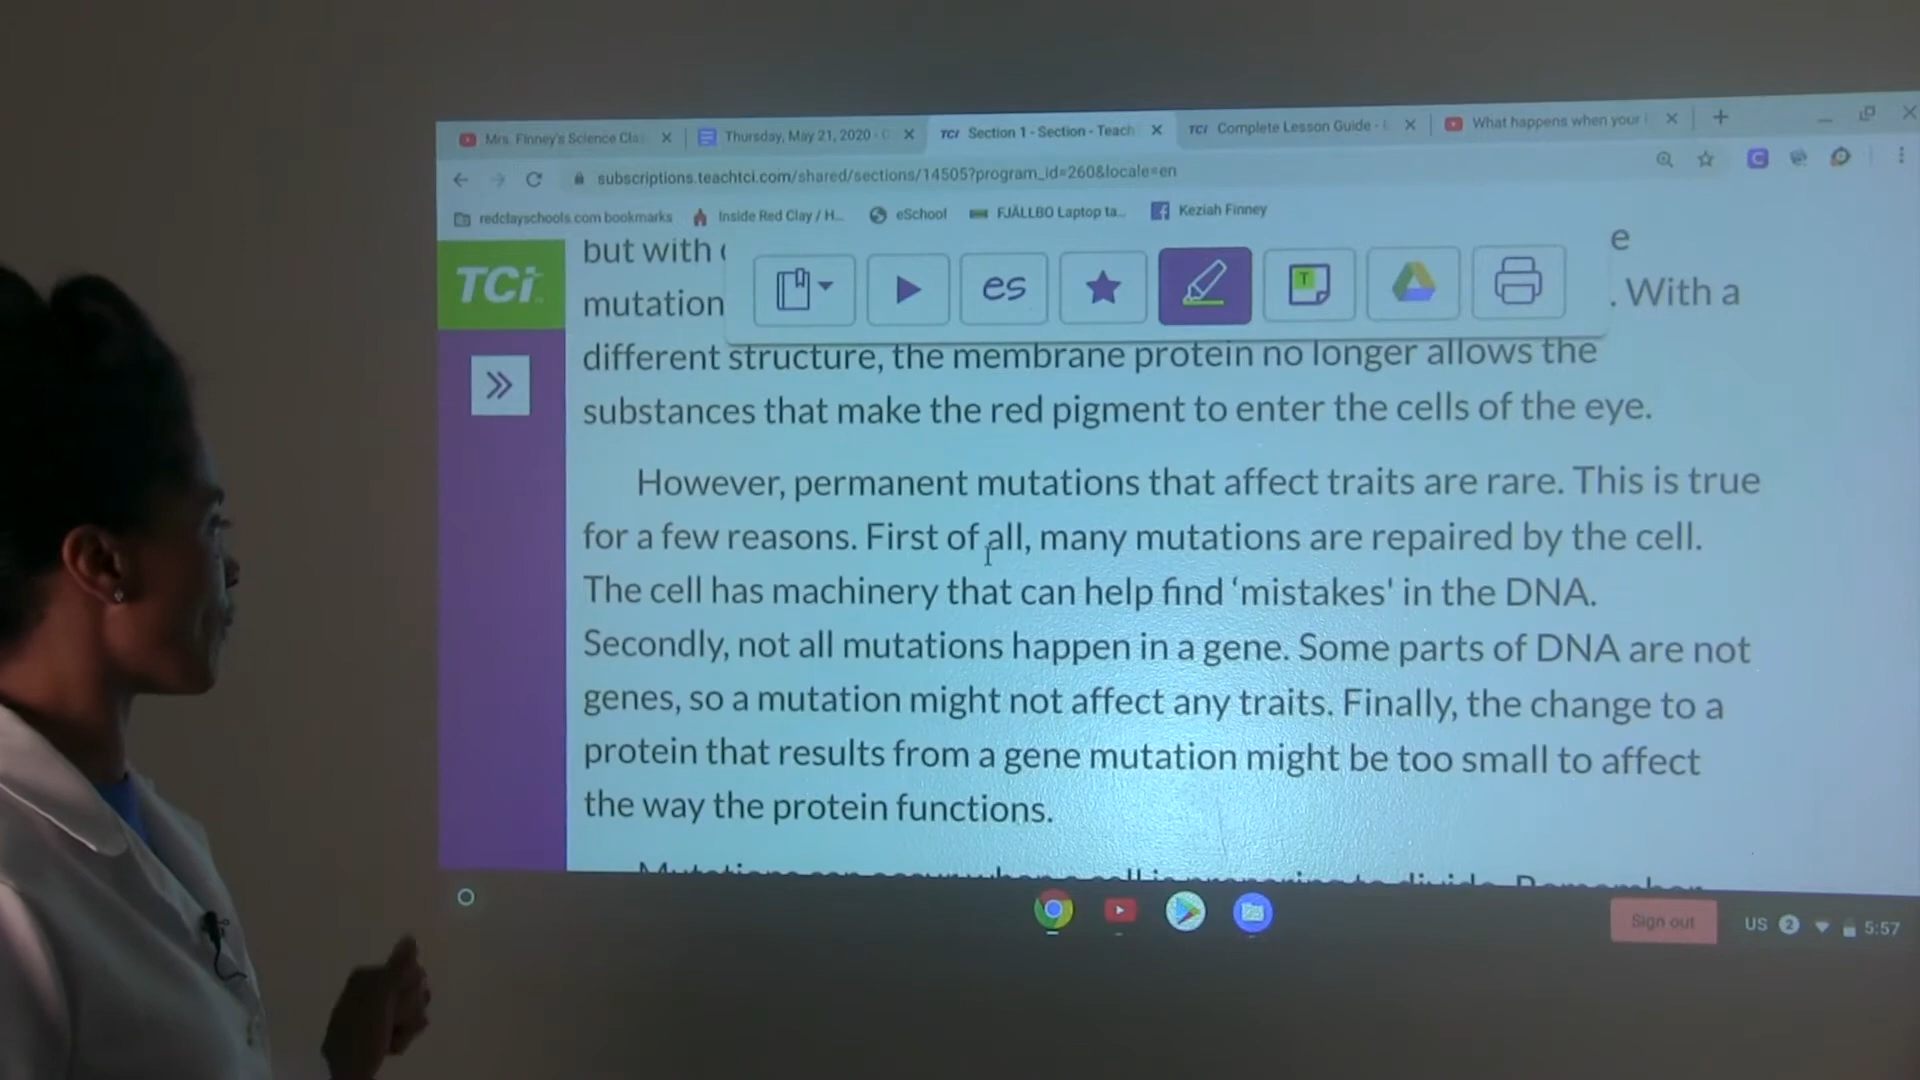 Mrs. Finney's Science Clas
Thursday, May 21, 2020 -
TCI Section 1 - Section - Teach
TCI Complete Lesson Guide -
What happens when your
subscriptions.teachtci.com/shared/sections/14505?program_id=260&locale=en
redclayschools.com bookmarks
Inside Red Clay / H...
eSchool
FJÄLLBO Laptop ta...
Keziah Finney
TCi
es
T
but with
e
mutation
. With a
different structure, the membrane protein no longer allows the
substances that make the red pigment to enter the cells of the eye.
However, permanent mutations that affect traits are rare. This is true
for a few reasons. First of all, many mutations are repaired by the cell.
The cell has machinery that can help find ‘mistakes' in the DNA.
Secondly, not all mutations happen in a gene. Some parts of DNA are not
genes, so a mutation might not affect any traits. Finally, the change to a
protein that results from a gene mutation might be too small to affect
the way the protein functions.
Sign out
US
2
5:57